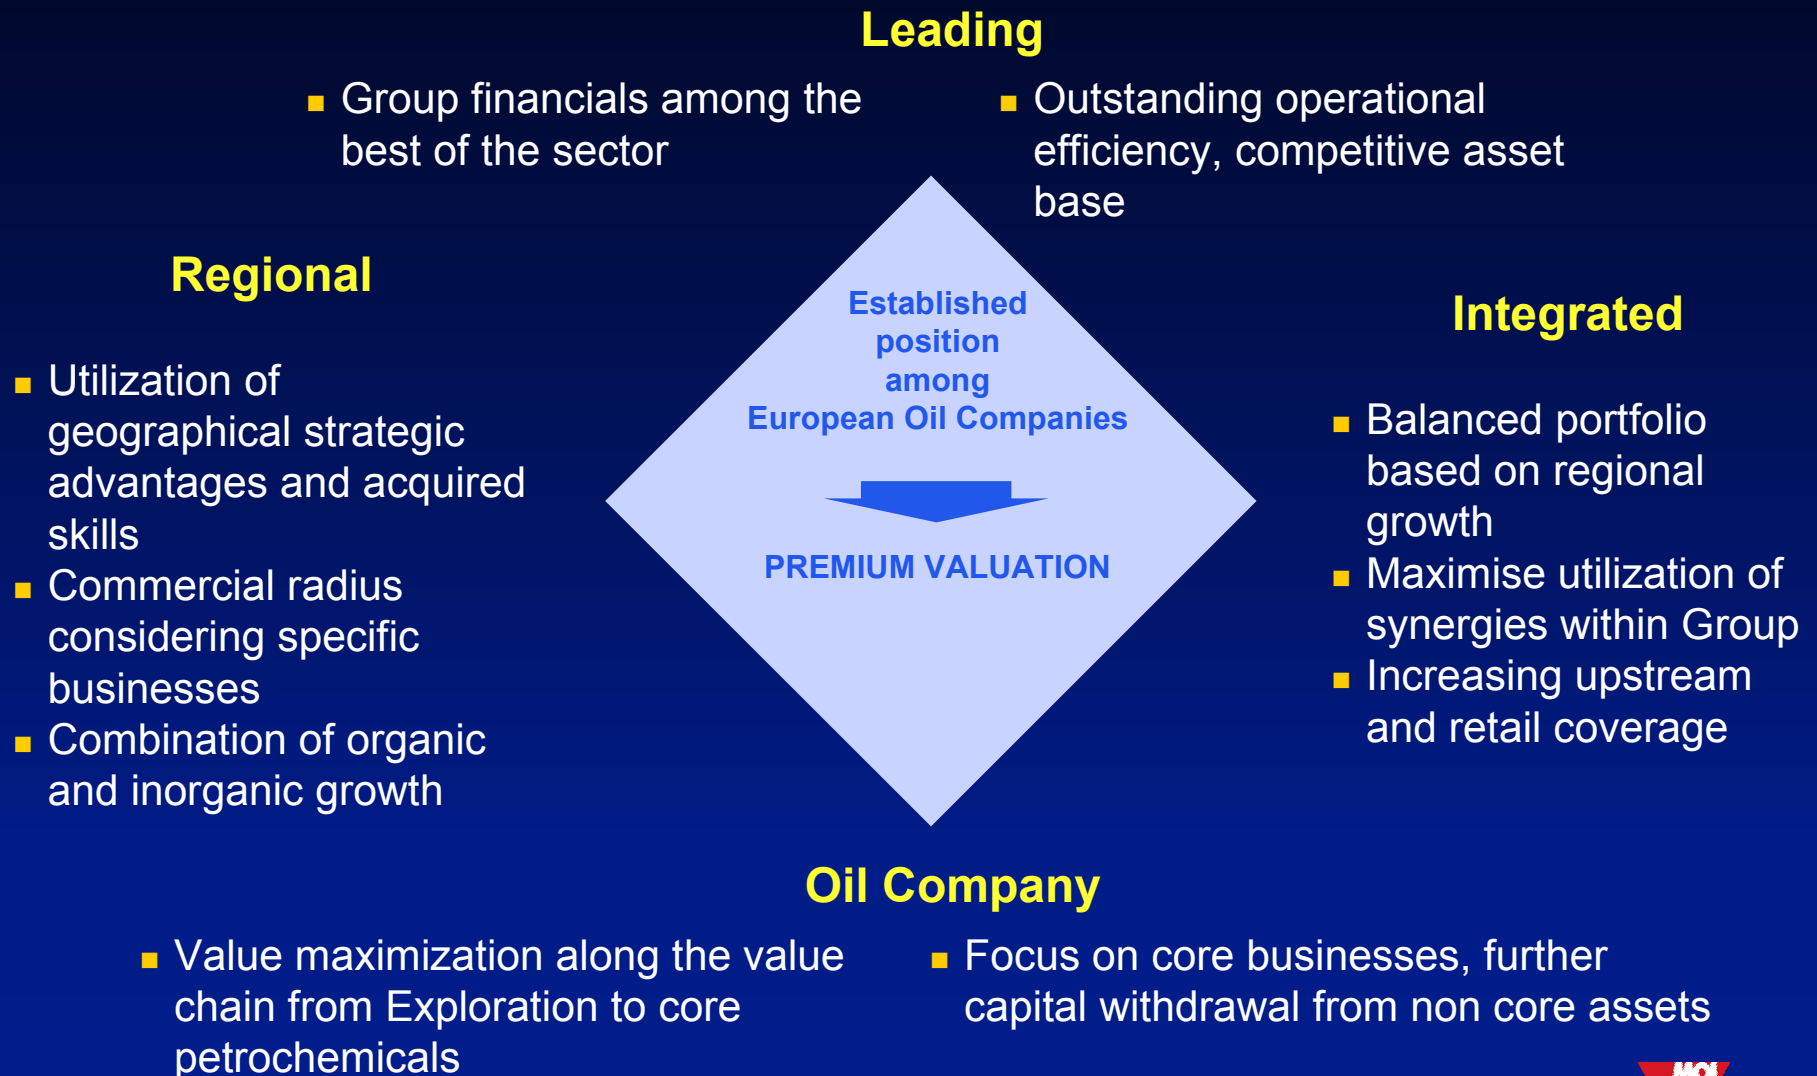 Leading
Group financials among the
best of the sector
Outstanding operational
efficiency, competitive asset
base
Regional
Utilization of
geographical strategic
advantages and acquired
skills
Commercial radius
considering specific
businesses
Combination of organic
and inorganic growth
Established
position
among
European Oil Companies
PREMIUM VALUATION
Integrated
Balanced portfolio
based on regional
growth
Maximise utilization of
synergies within Group
Increasing upstream
and retail coverage
Oil Company
Value maximization along the value
chain from Exploration to core
petrochemicals
Focus on core businesses, further
capital withdrawal from non core assets
MOL